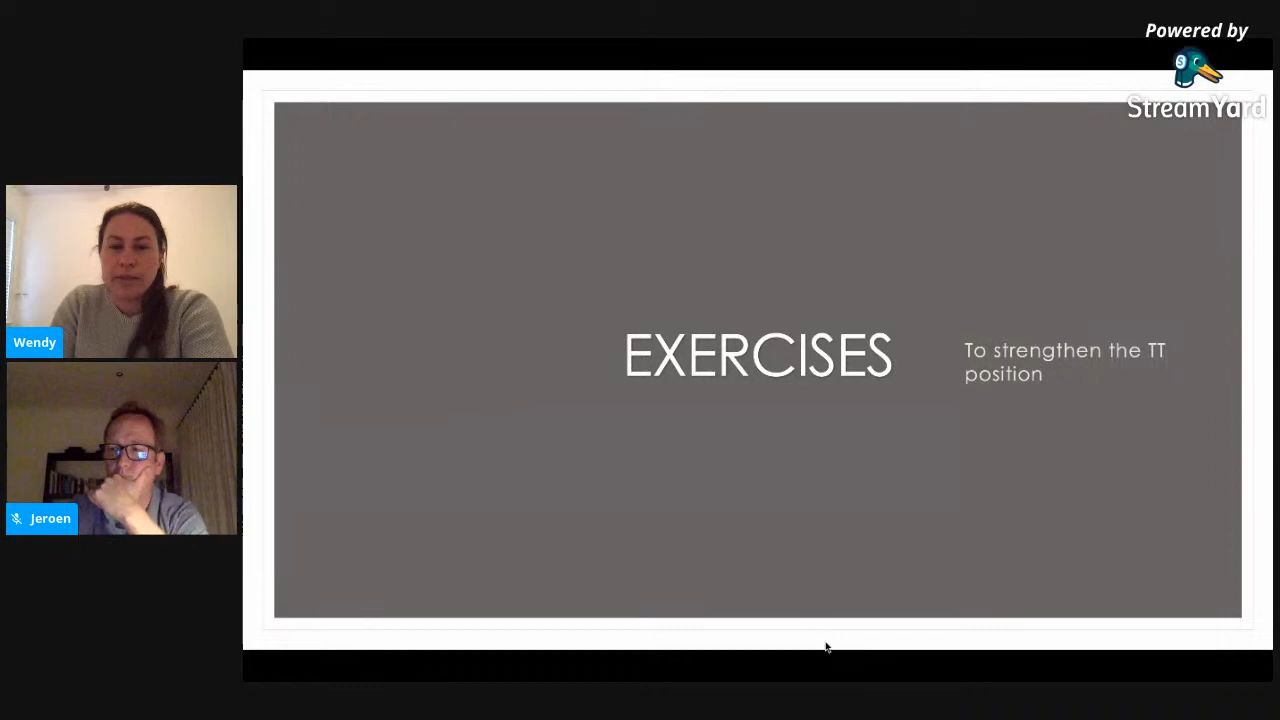 Powered by
StreamYard
EXERCISES
To strengthen the TT
position
Wendy
Jeroen